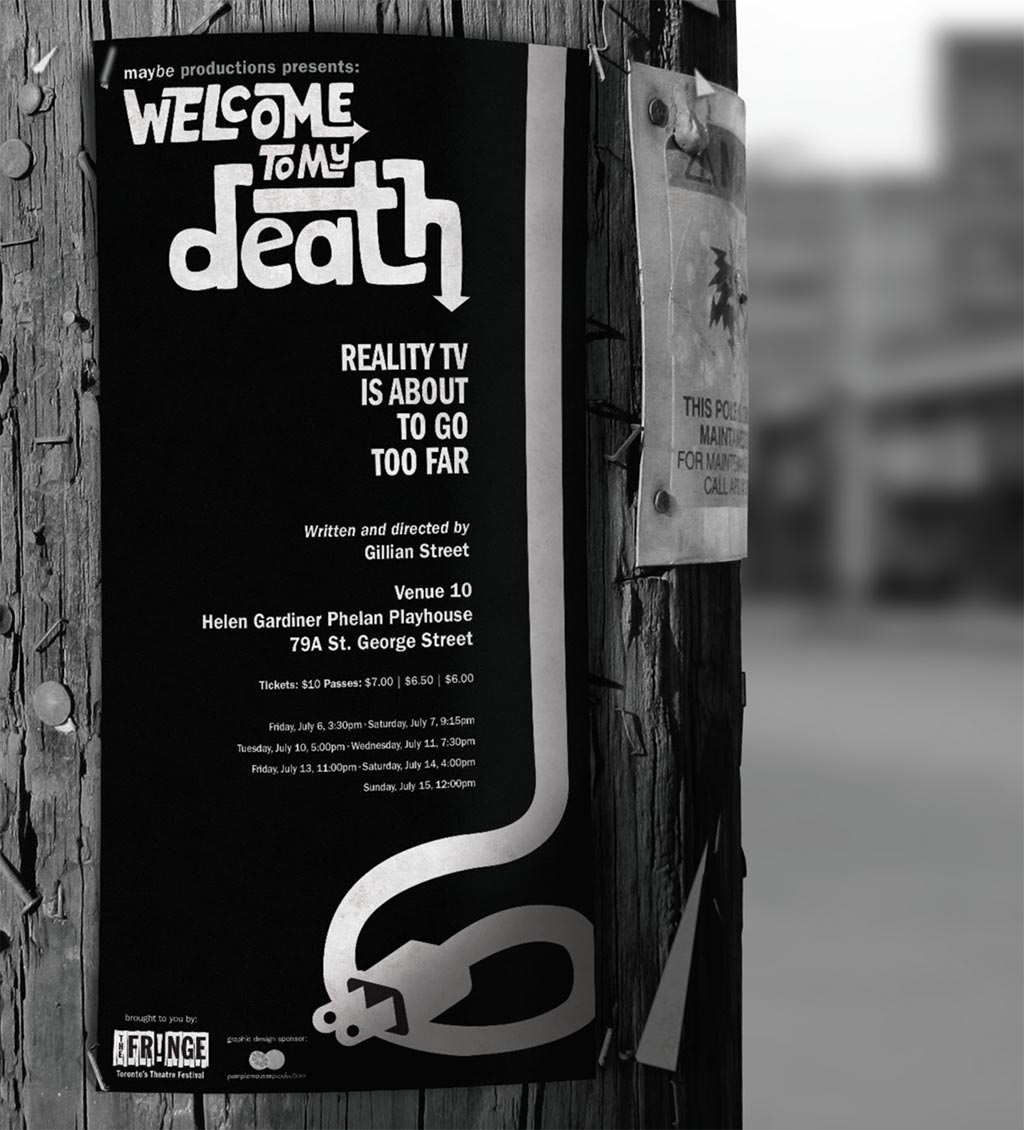 maybe productions presents:
WELCOME
TO MY
death
REALITY TV
IS ABOUT
TO GO
TOO FAR
Written and directed by
Gillian Street
Venue 10
Helen Gardiner Phelan Playhouse
79A St. George Street
Tickets: $10 Passes: $7.00 | $6.50 | $6.00
Friday, July 6, 3:30pm · Saturday, July 7, 9:15pm
Tuesday, July 10, 5:00pm · Wednesday, July 11, 7:30pm
Friday, July 13, 11:00pm · Saturday, July 14, 4:00pm
Sunday, July 15, 12:00pm
brought to you by:
THE FR!NGE
Toronto's Theatre Festival
graphic design sponsor:
pamplemousseproductions
THIS POLE
FOR
CALL